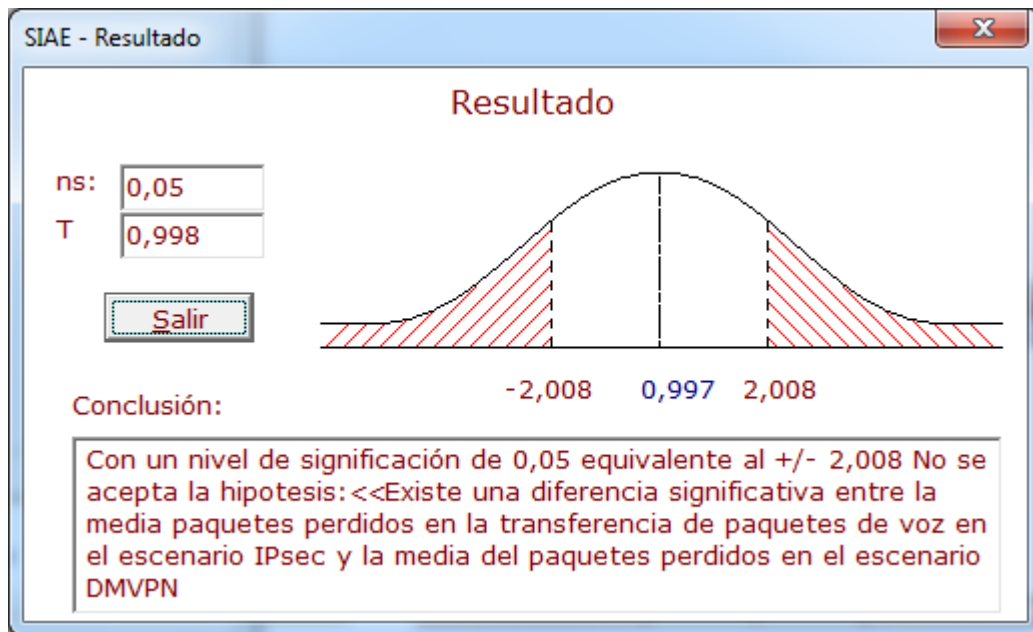 SIAE - Resultado
Resultado
ns:
0,05
T
0,998
Salir
-2,008
0,997
2,008
Conclusión:
Con un nivel de significación de 0,05 equivalente al +/- 2,008 No se
acepta la hipotesis:<<Existe una diferencia significativa entre la
media paquetes perdidos en la transferencia de paquetes de voz en
el escenario IPsec y la media del paquetes perdidos en el escenario
DMVPN